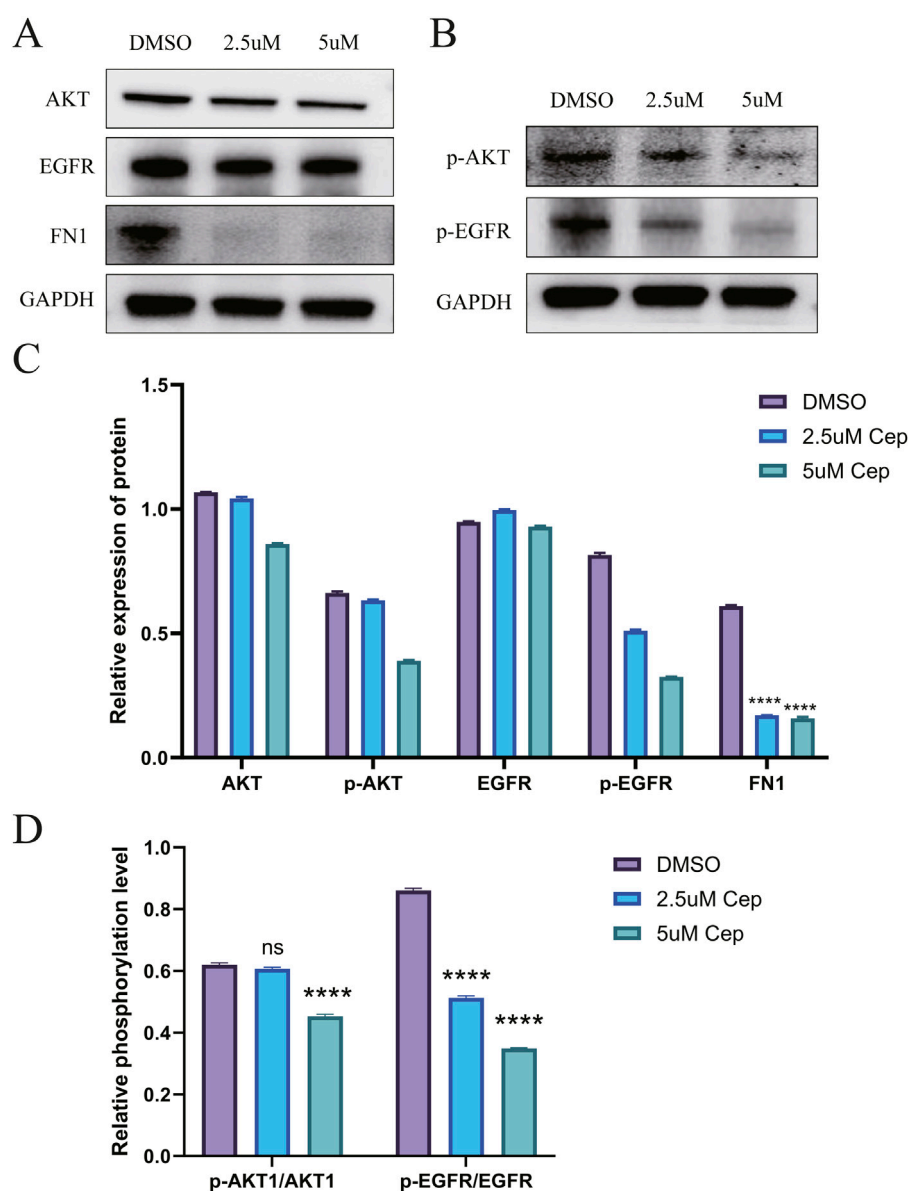 A
DMSO 2.5uM 5uM
AKT
EGFR
FN1
GAPDH
B
DMSO 2.5uM 5uM
p-AKT
p-EGFR
GAPDH
C
Relative expression of protein
1.5
1.0
0.5
0.0
DMSO
2.5uM Cep
5uM Cep
**** ****
AKT p-AKT EGFR p-EGFR FN1
D
Relative phosphorylation level
1.0
0.8
0.6
0.4
0.2
0.0
DMSO
2.5uM Cep
5uM Cep
ns
****
****
****
p-AKT1/AKT1 p-EGFR/EGFR